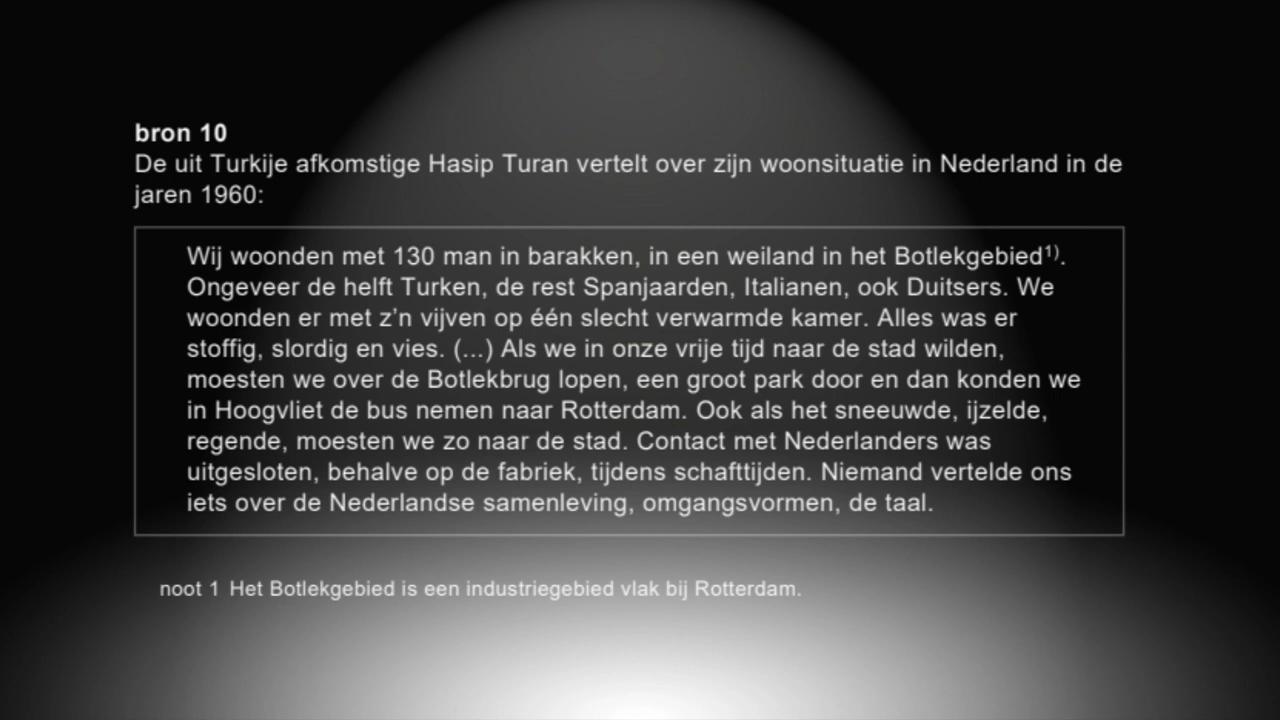 bron 10
De uit Turkije afkomstige Hasip Turan vertelt over zijn woonsituatie in Nederland in de
jaren 1960:
Wij woonden met 130 man in barakken, in een weiland in het Botlekgebied¹⁾.
Ongeveer de helft Turken, de rest Spanjaarden, Italianen, ook Duitsers. We
woonden er met z’n vijven op één slecht verwarmde kamer. Alles was er
stoffig, slordig en vies. (...) Als we in onze vrije tijd naar de stad wilden,
moesten we over de Botlekbrug lopen, een groot park door en dan konden we
in Hoogvliet de bus nemen naar Rotterdam. Ook als het sneeuwde, ijzelde,
regende, moesten we zo naar de stad. Contact met Nederlanders was
uitgesloten, behalve op de fabriek, tijdens schafttijden. Niemand vertelde ons
iets over de Nederlandse samenleving, omgangsvormen, de taal.
noot 1 Het Botlekgebied is een industriegebied vlak bij Rotterdam.